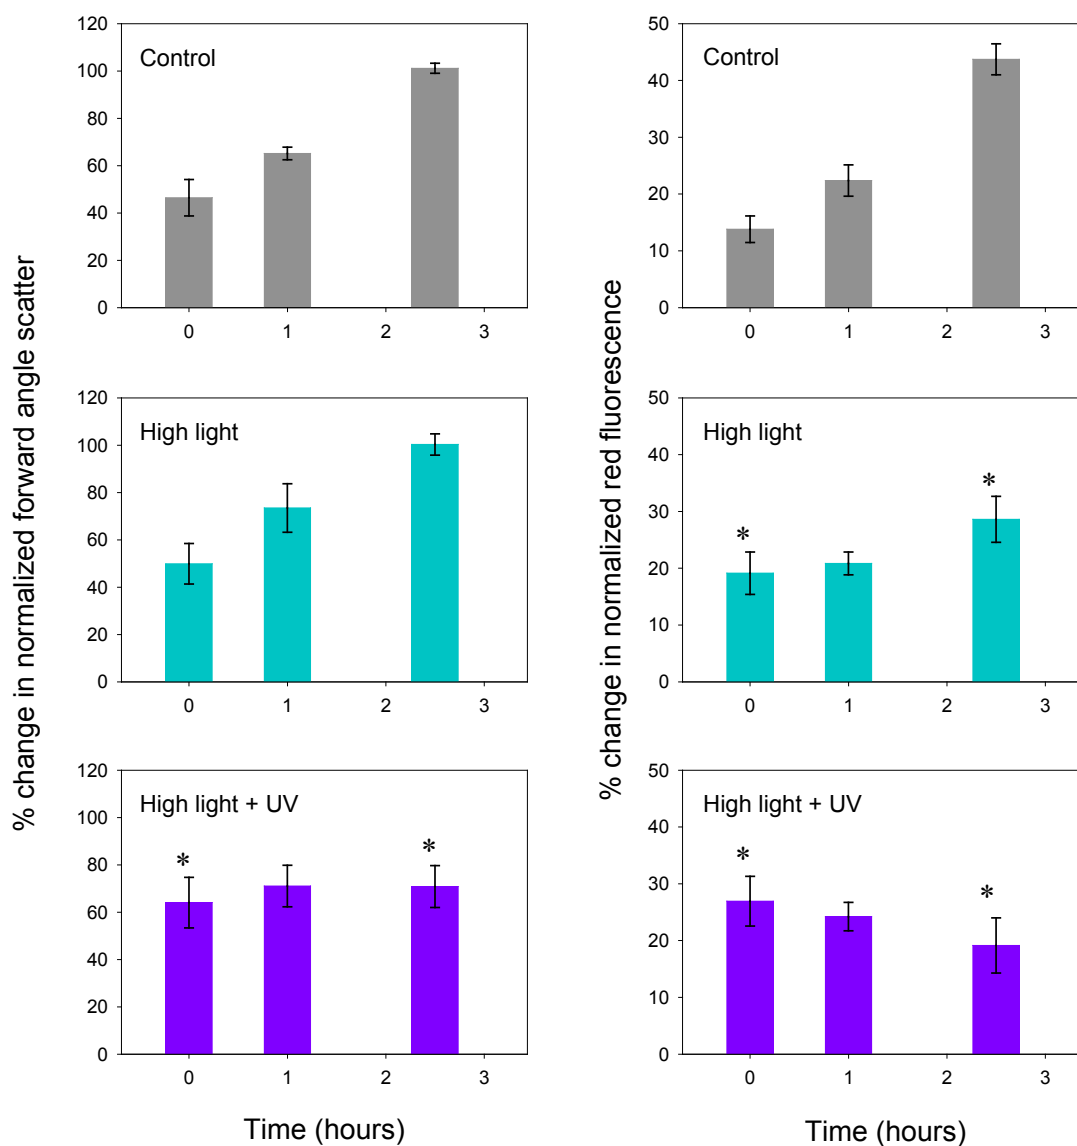 % change in normalized forward angle scatter
120
100
80
60
40
20
0
Control
0 1 2 3
120
100
80
60
40
20
0
High light
0 1 2 3
120
100
80
60
40
20
0
High light + UV
* *
0 1 2 3
Time (hours)
% change in normalized red fluorescence
50
40
30
20
10
0
Control
0 1 2 3
50
40
30
20
10
0
High light
* *
0 1 2 3
50
40
30
20
10
0
High light + UV
* *
0 1 2 3
Time (hours)